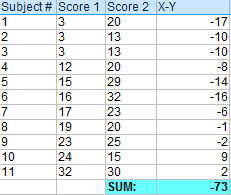 Subject # Score 1 Score 2 X-Y
1 3 20 -17
2 3 13 -10
3 3 13 -10
4 12 20 -8
5 15 29 -14
6 16 32 -16
7 17 23 -6
8 19 20 -1
9 23 25 -2
10 24 15 9
11 32 30 2
SUM: -73